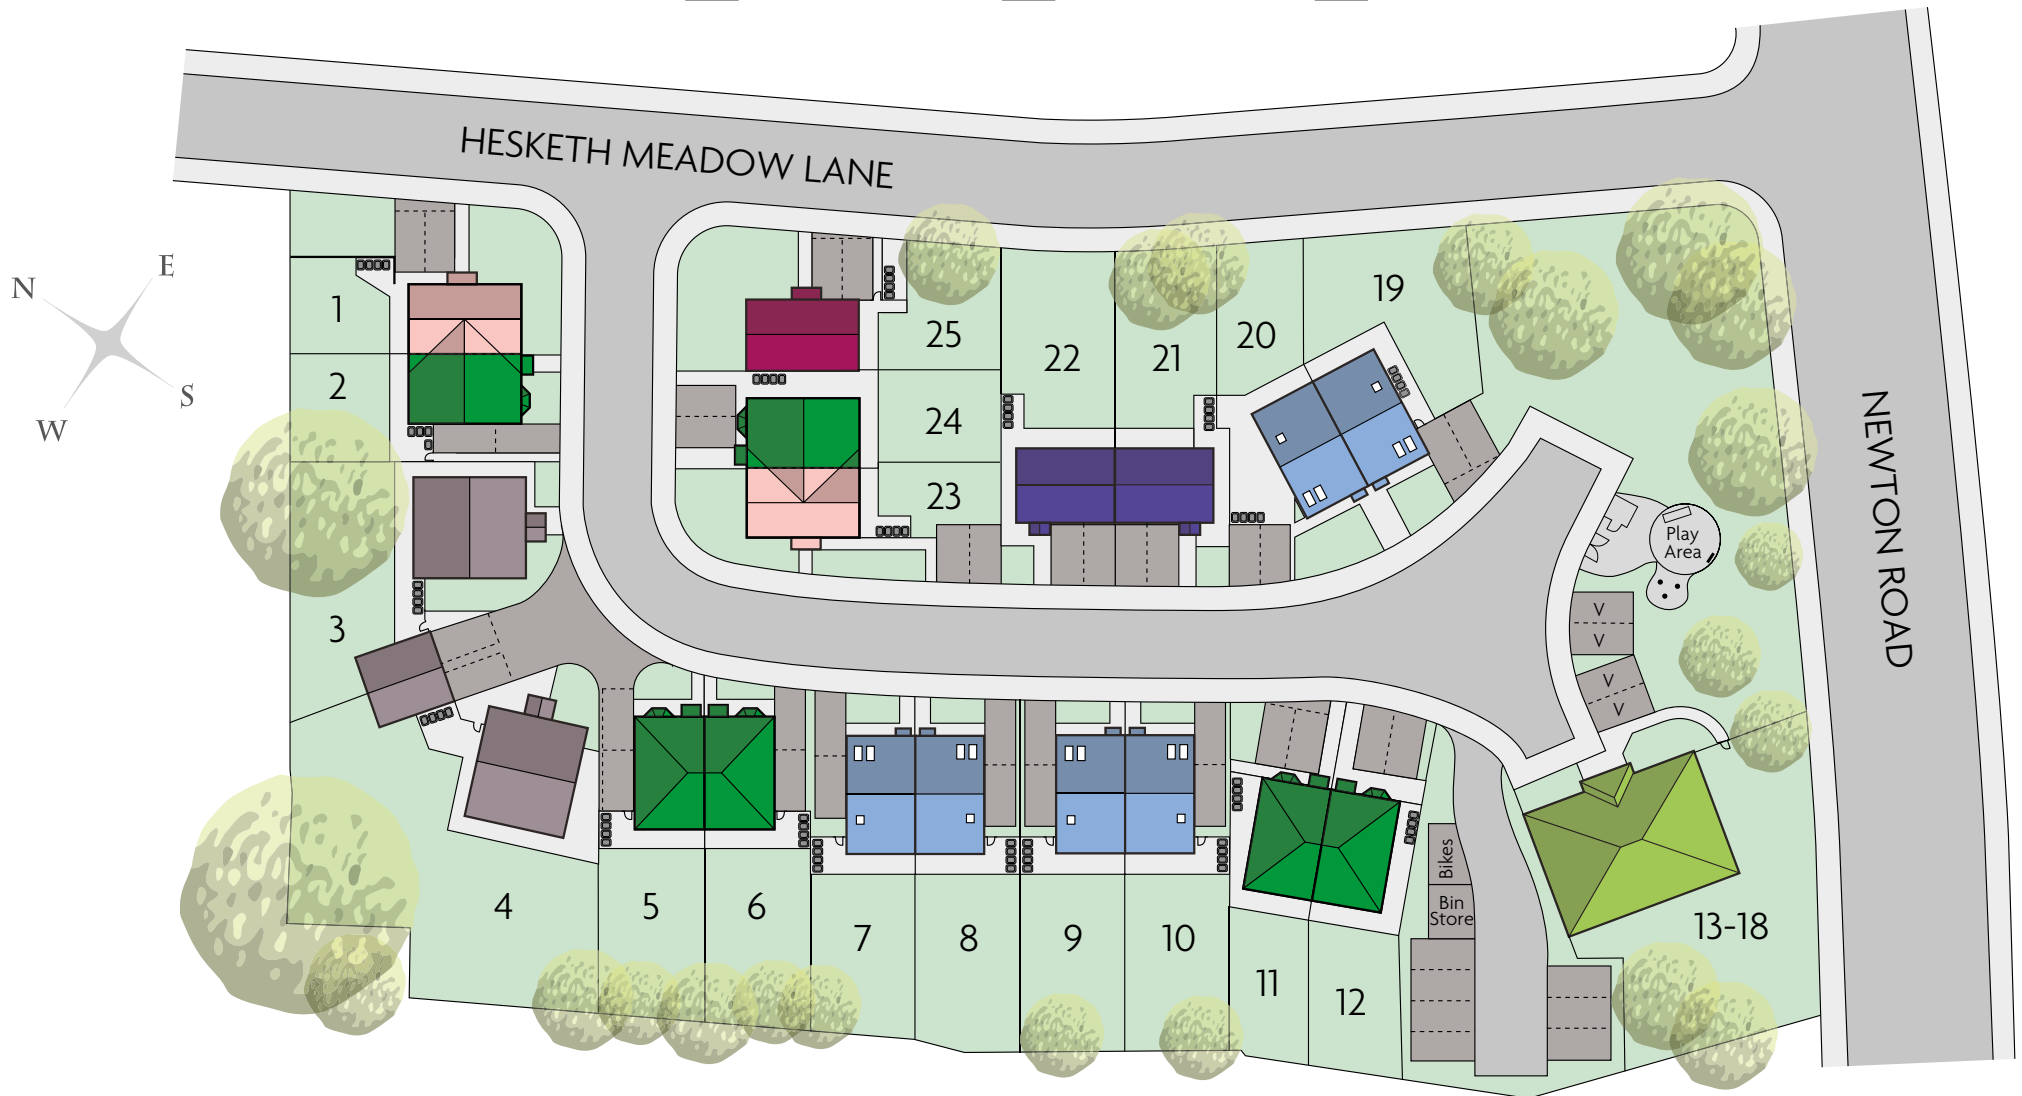 HESKETH MEADOW LANE
N
E
S
W
1
2
3
25
24
23
22
21
20
19
NEWTON ROAD
Play
Area
V
V
V
V
4
5
6
7
8
9
10
11
12
Bikes
Bin
Store
13-18